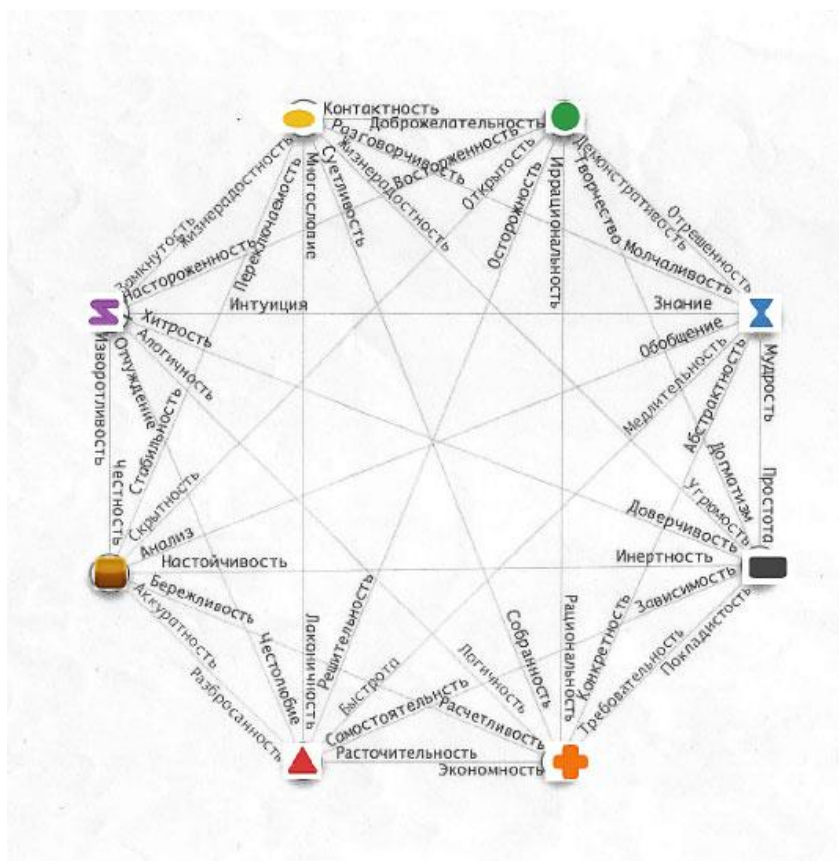 Контактность
Доброжелательность
Разговорчивость
Жизнерадостность
Суетливость
Многословие
Переключаемость
жизнерадостность
Восторженность
Открытость
Осторожность
Иррациональность
Творчество
Демонстративность
Отрешенность
Молчаливость
Знание
Обобщение
Медлительность
Абстрактность
Мудрость
Замкнутость
Настороженность
Интуиция
Хитрость
Алогичность
Отчуждение
Изворотливость
Честность
Стабильность
Скрытность
Анализ
Настойчивость
Бережливость
Аккуратность
Простота
Догматизм
Угрюмость
Доверчивость
Инертность
Зависимость
Покладистость
Разбросанность
Честолюбие
Лаконичность
Решительность
Быстрота
Самостоятельнсть
Расточительность
Логичность
Собранность
Рациональность
Конкретность
Требовательность
Расчетливость
Экономность